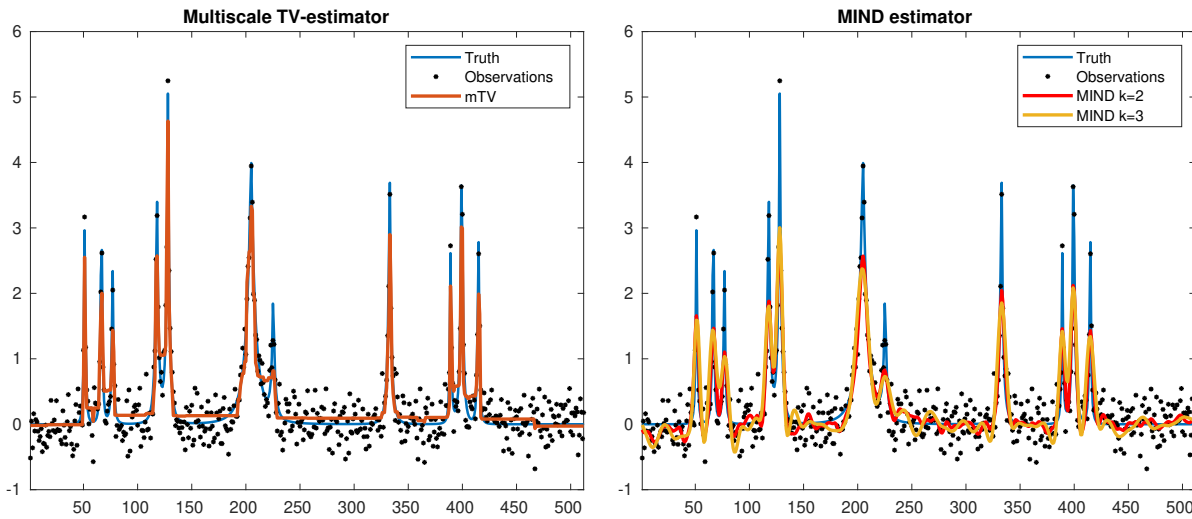 Multiscale TV-estimator
6
5
4
3
2
1
0
-1
50 100 150 200 250 300 350 400 450 500
Truth
Observations
mTV
MIND estimator
6
5
4
3
2
1
0
-1
50 100 150 200 250 300 350 400 450 500
Truth
Observations
MIND k=2
MIND k=3